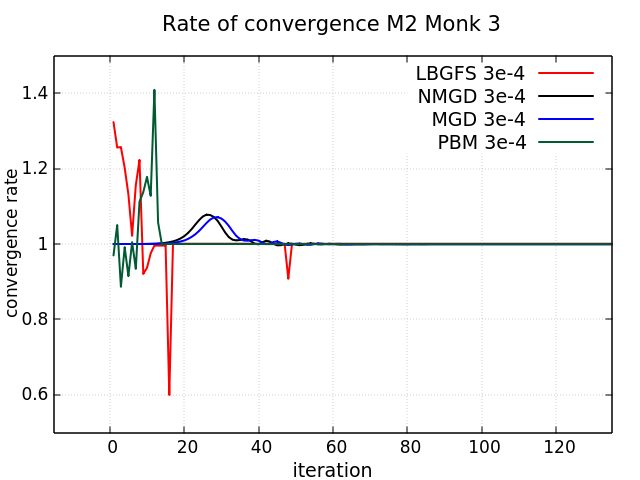 Rate of convergence M2 Monk 3
LBGFS 3e-4
NMGD 3e-4
MGD 3e-4
PBM 3e-4
convergence rate
1.4
1.2
1
0.8
0.6
0 20 40 60 80 100 120
iteration